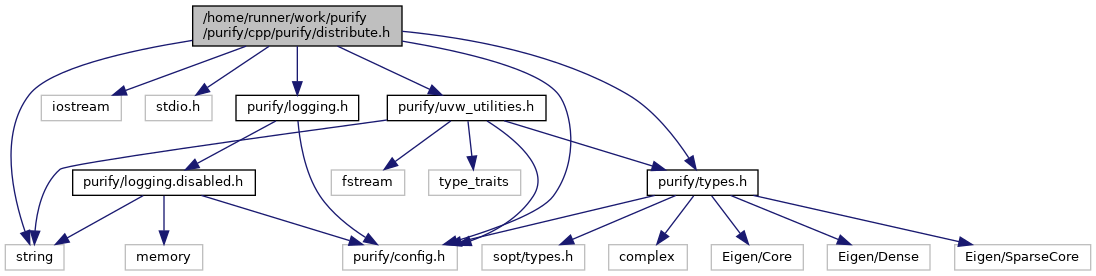 /home/runner/work/purify
/purify/cpp/purify/distribute.h
iostream
stdio.h
purify/logging.h
purify/uvw_utilities.h
purify/logging.disabled.h
fstream
type_traits
purify/types.h
string
memory
purify/config.h
sopt/types.h
complex
Eigen/Core
Eigen/Dense
Eigen/SparseCore